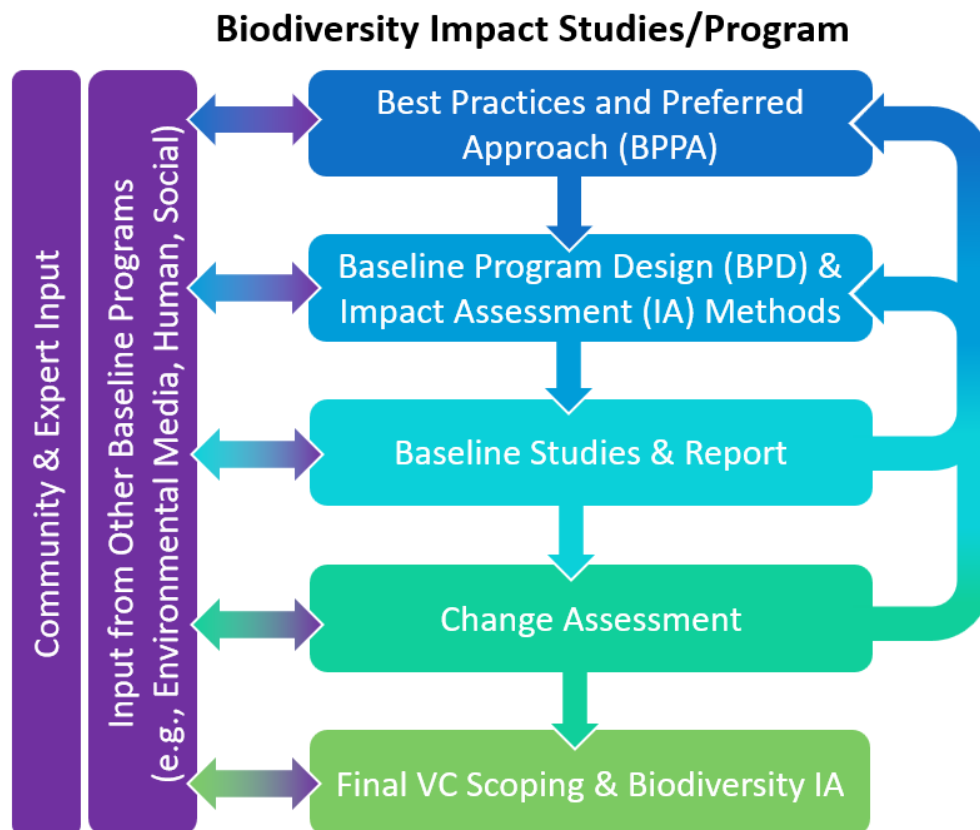 Biodiversity Impact Studies/Program
Community & Expert Input
Input from Other Baseline Programs
(e.g., Environmental Media, Human, Social)
Best Practices and Preferred
Approach (BPPA)
Baseline Program Design (BPD) &
Impact Assessment (IA) Methods
Baseline Studies & Report
Change Assessment
Final VC Scoping & Biodiversity IA